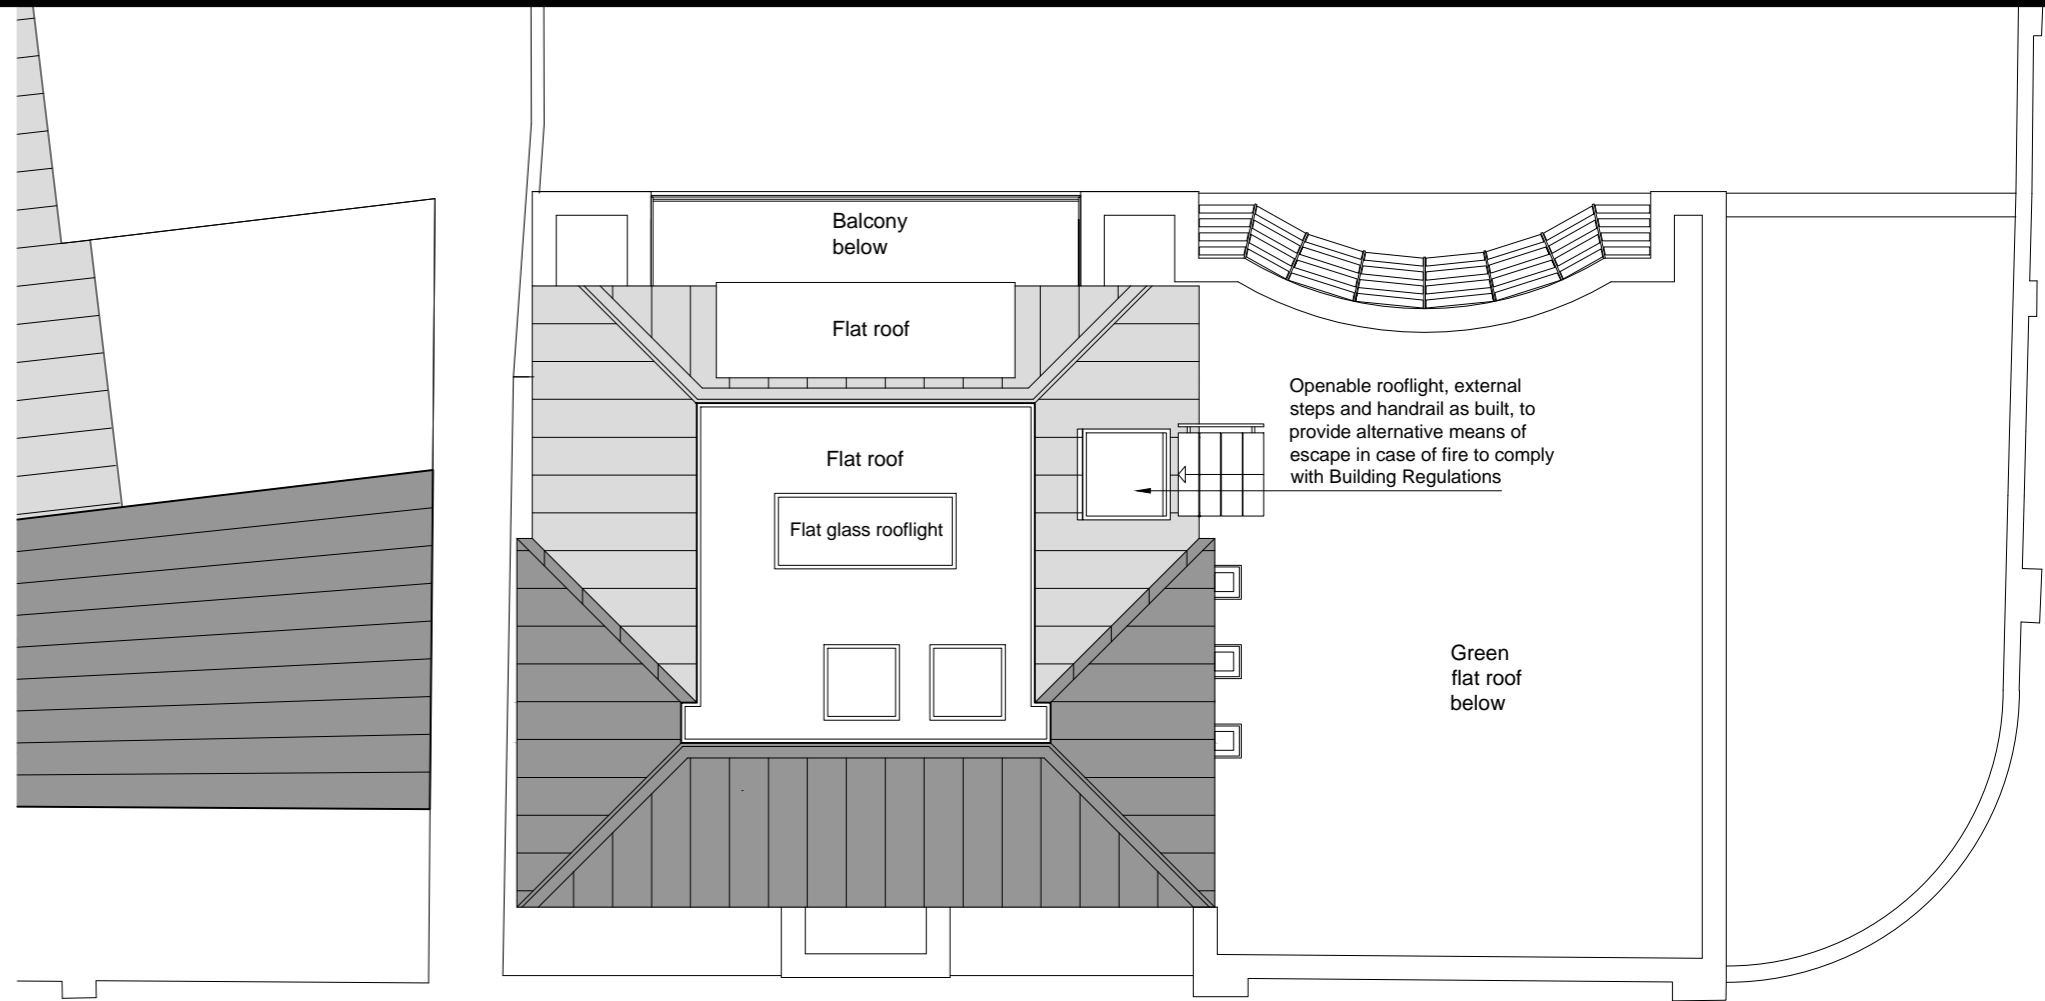 Balcony
below
Flat roof
Flat roof
Flat glass rooflight
Openable rooflight, external
steps and handrail as built, to
provide alternative means of
escape in case of fire to comply
with Building Regulations
Green
flat roof
below